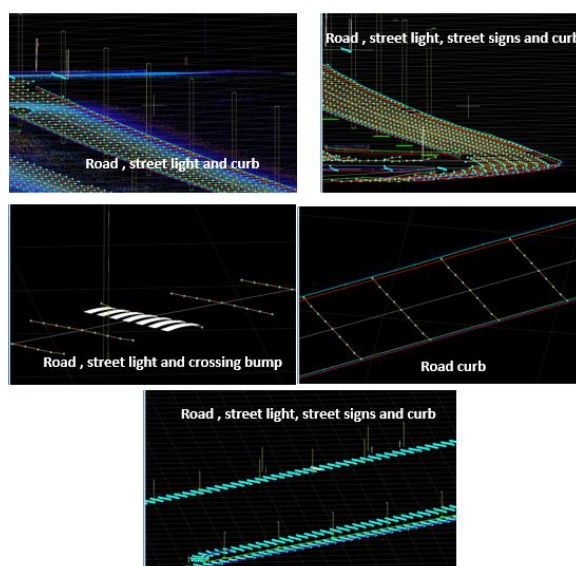 Road , street light and curb
Road , street light, street signs and curb
Road , street light and crossing bump
Road curb
Road , street light, street signs and curb